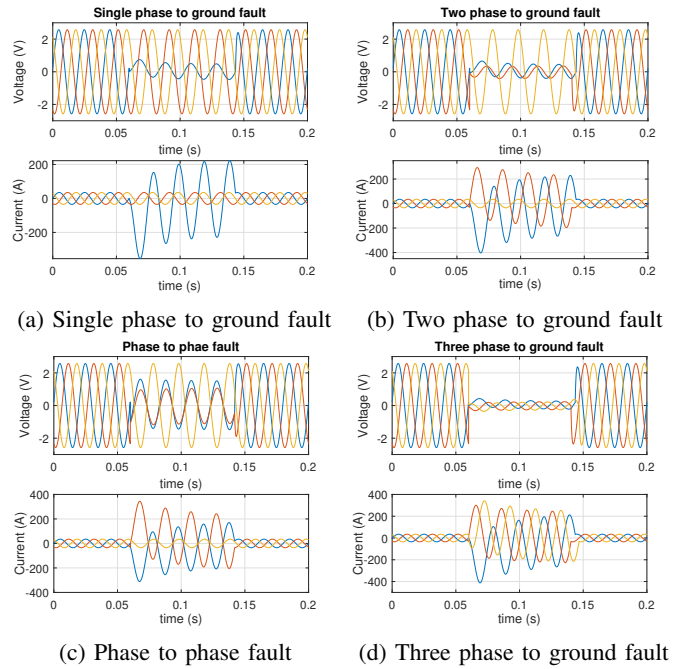 Single phase to ground fault
Voltage (V)
2
0
-2
0 0.05 0.1 0.15 0.2
time (s)
Current (A)
200
0
-200
0 0.05 0.1 0.15 0.2
time (s)
(a) Single phase to ground fault
Two phase to ground fault
Voltage (V)
2
0
-2
0 0.05 0.1 0.15 0.2
time (s)
Current (A)
200
0
-200
-400
0 0.05 0.1 0.15 0.2
time (s)
(b) Two phase to ground fault
Phase to phae fault
Voltage (V)
2
0
-2
0 0.05 0.1 0.15 0.2
time (s)
Current (A)
400
200
0
-200
-400
0 0.05 0.1 0.15 0.2
time (s)
(c) Phase to phase fault
Three phase to ground fault
Voltage (V)
2
0
-2
0 0.05 0.1 0.15 0.2
time (s)
Current (A)
400
200
0
-200
-400
0 0.05 0.1 0.15 0.2
time (s)
(d) Three phase to ground fault